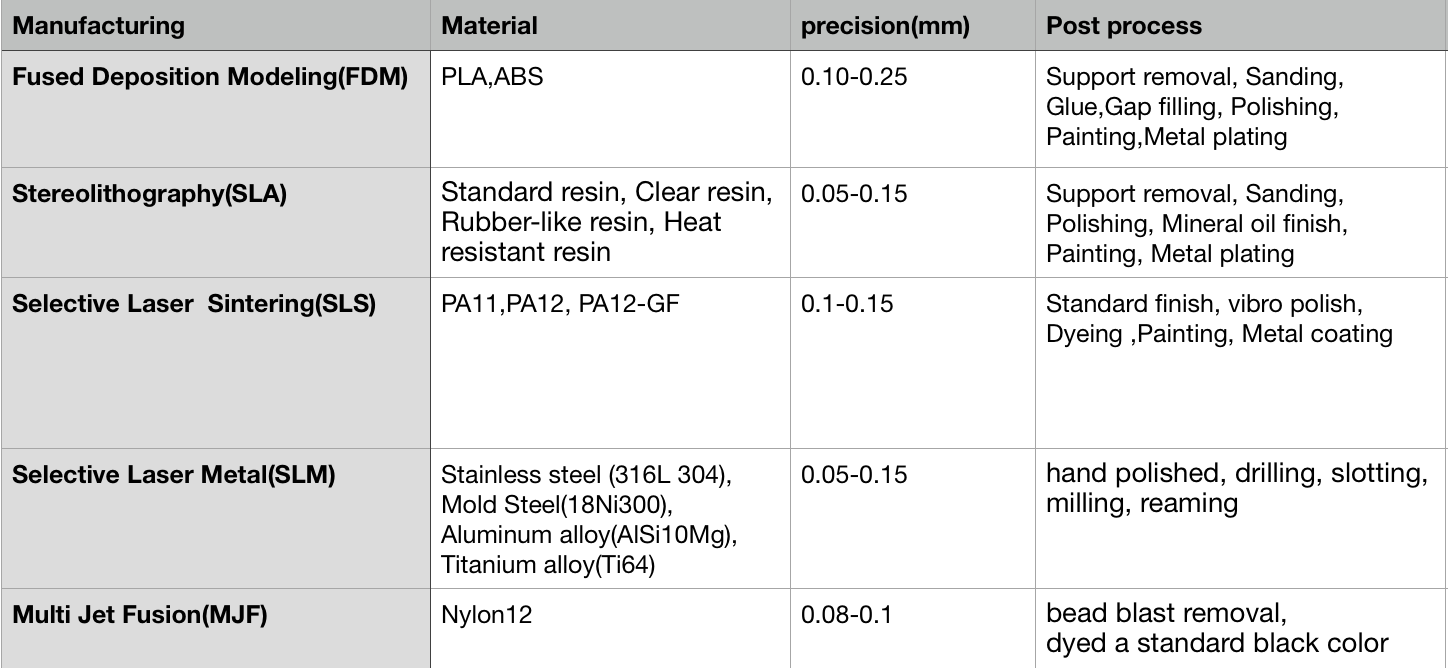 Manufacturing
Material
precision(mm)
Post process
Fused Deposition Modeling(FDM)
PLA,ABS
0.10-0.25
Support removal, Sanding,
Glue,Gap filling, Polishing,
Painting,Metal plating
Stereolithography(SLA)
Standard resin, Clear resin,
Rubber-like resin, Heat
resistant resin
0.05-0.15
Support removal, Sanding,
Polishing, Mineral oil finish,
Painting, Metal plating
Selective Laser  Sintering(SLS)
PA11,PA12, PA12-GF
0.1-0.15
Standard finish, vibro polish,
Dyeing ,Painting, Metal coating
Selective Laser Metal(SLM)
Stainless steel (316L 304),
Mold Steel(18Ni300),
Aluminum alloy(AlSi10Mg),
Titanium alloy(Ti64)
0.05-0.15
hand polished, drilling, slotting,
milling, reaming
Multi Jet Fusion(MJF)
Nylon12
0.08-0.1
bead blast removal,
dyed a standard black color